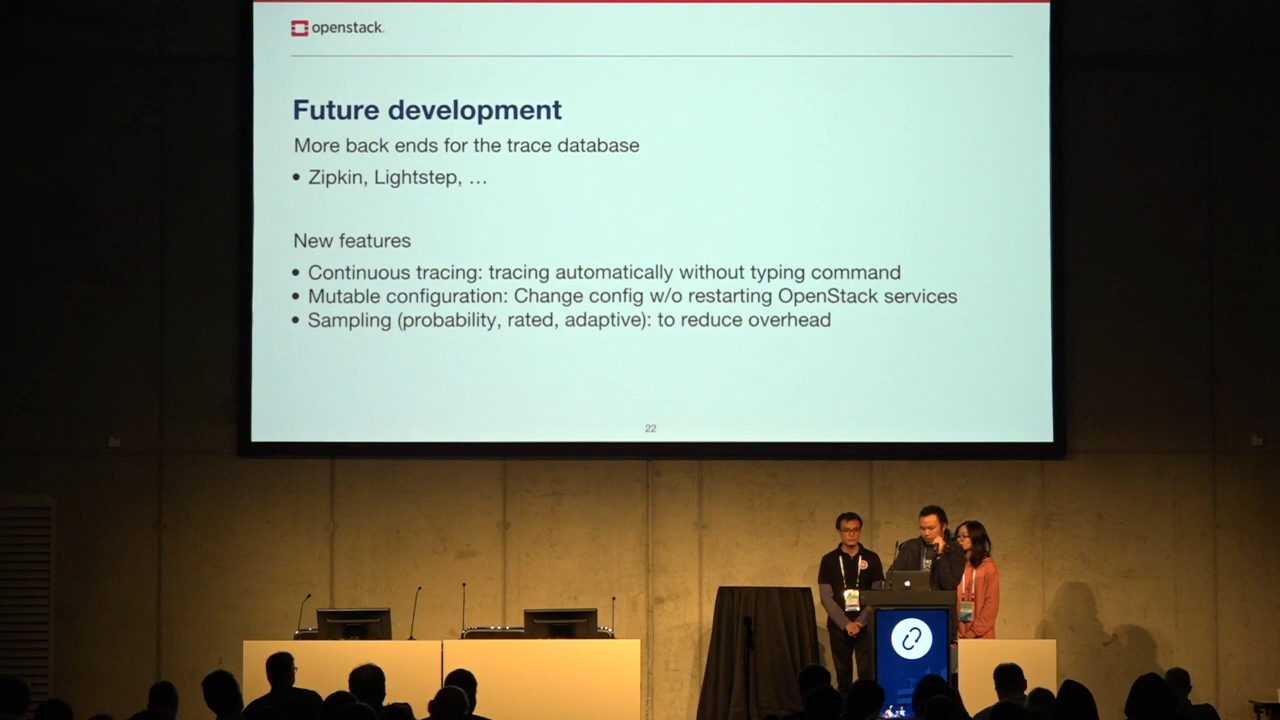 openstack.
Future development
More back ends for the trace database
• Zipkin, Lightstep, …
New features
• Continuous tracing: tracing automatically without typing command
• Mutable configuration: Change config w/o restarting OpenStack services
• Sampling (probability, rated, adaptive): to reduce overhead
22